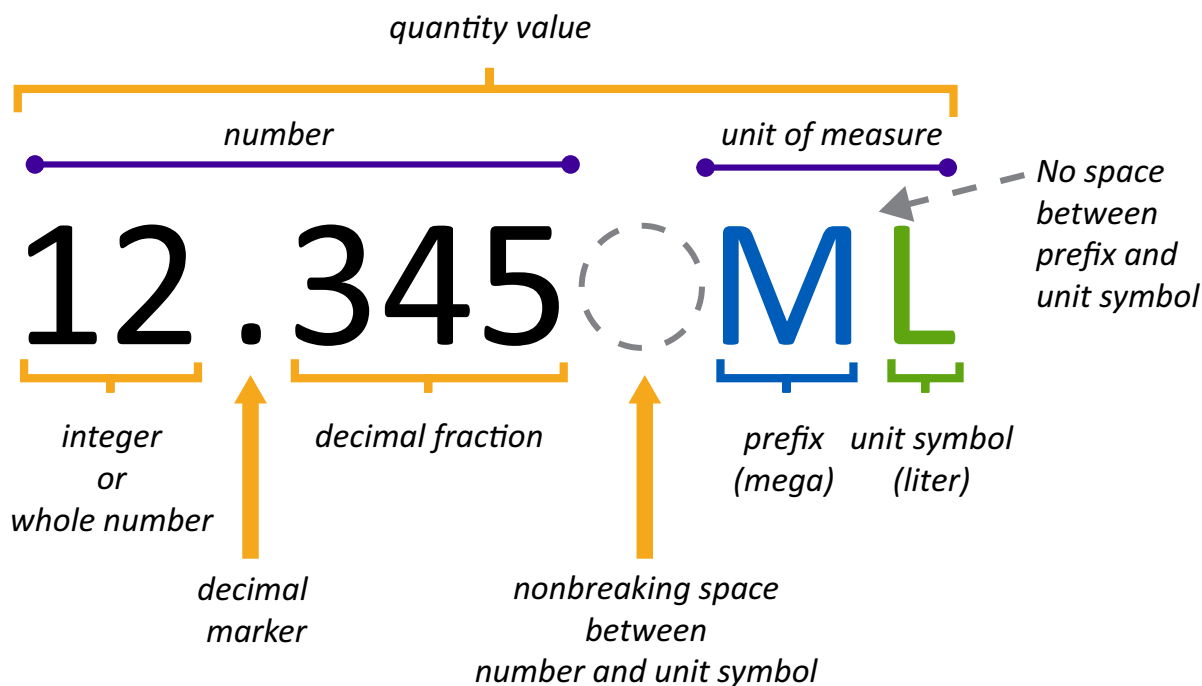 quantity value
number
unit of measure
No space
between
prefix and
unit symbol
12.345 ML
integer
or
whole number
decimal fraction
prefix
(mega)
unit symbol
(liter)
decimal
marker
nonbreaking space
between
number and unit symbol